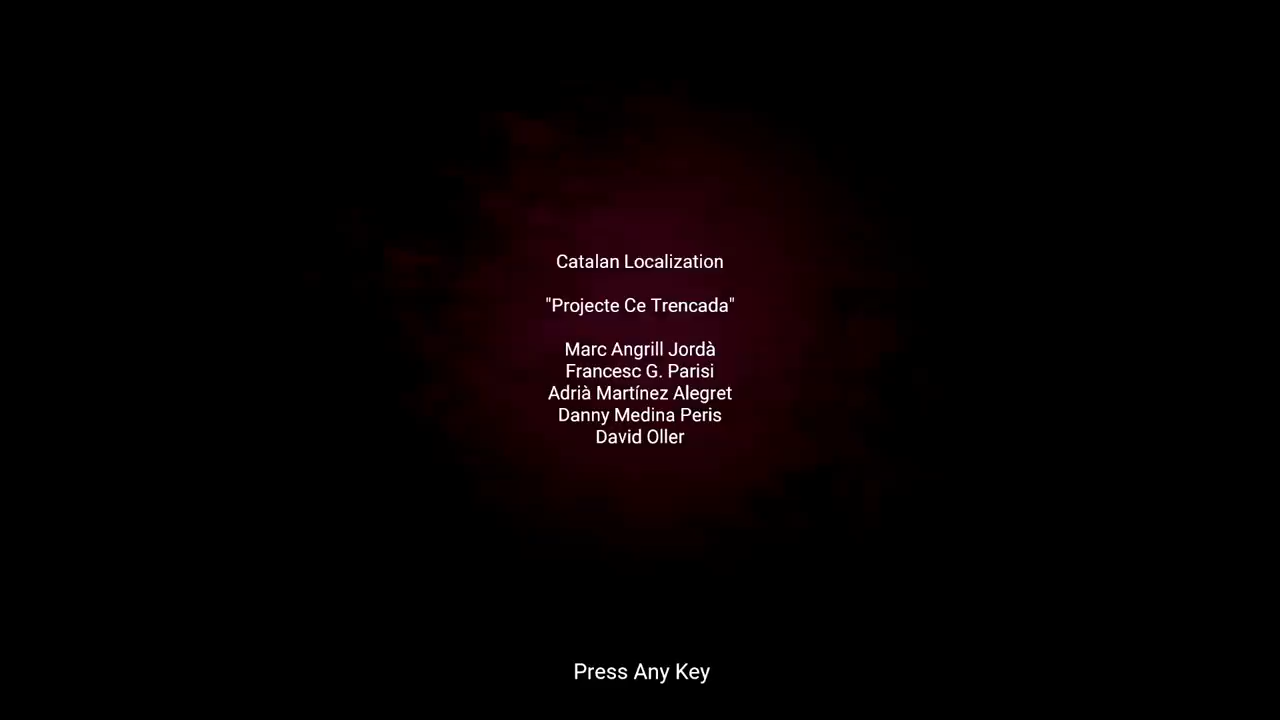 Catalan Localization
"Projecte Ce Trencada"
Marc Angrill Jordà
Francesc G. Parisi
Adrià Martínez Alegret
Danny Medina Peris
David Oller
Press Any Key